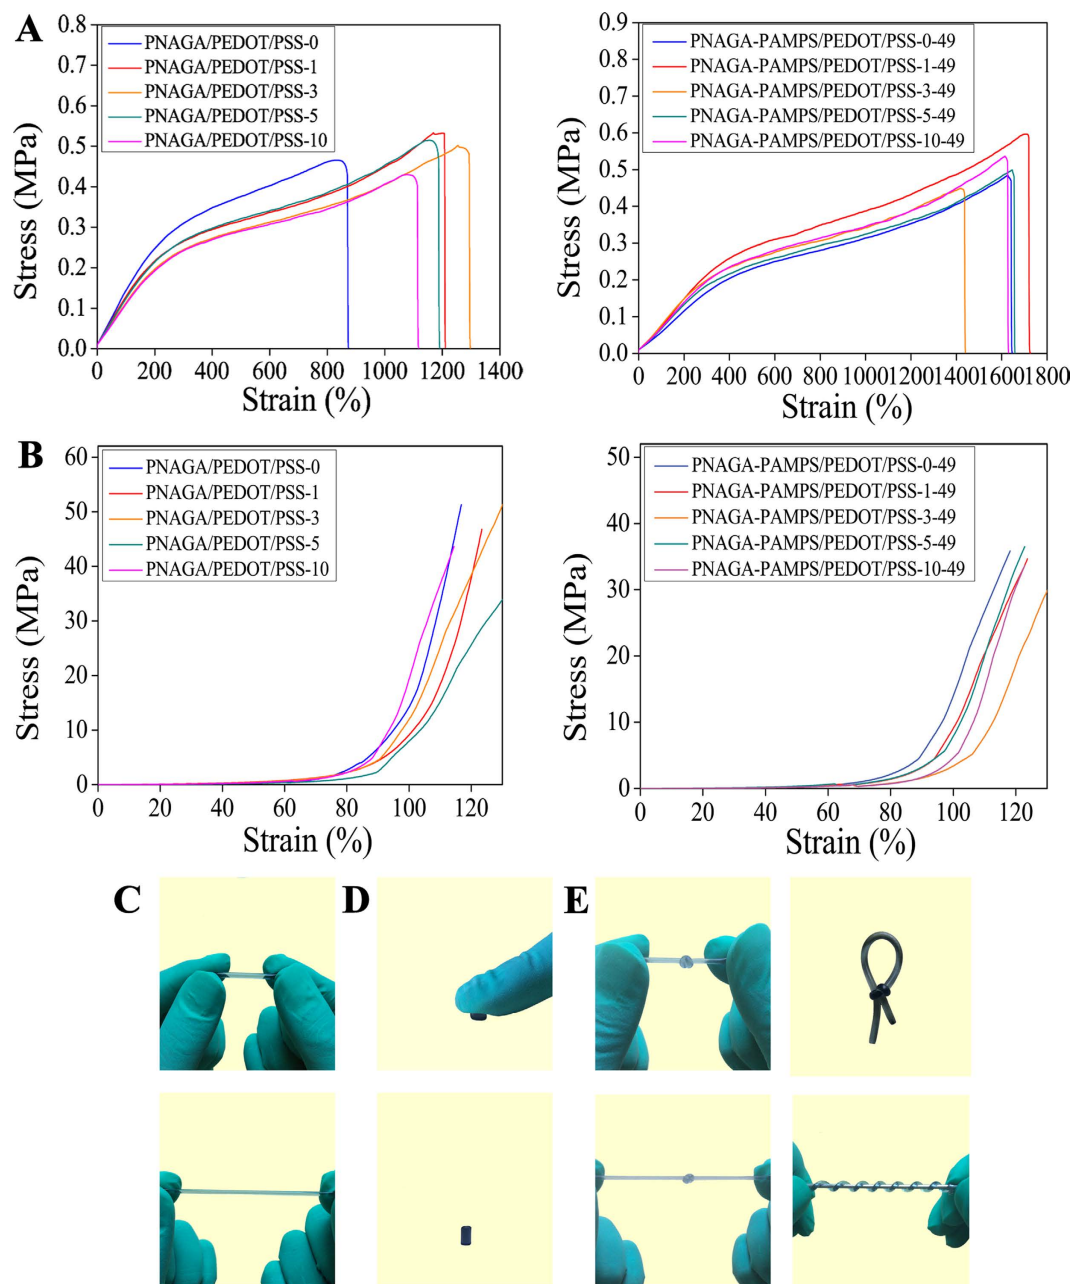 A
0.8
0.7
0.6
0.5
0.4
0.3
0.2
0.1
0.0
Stress (MPa)
PNAGA/PEDOT/PSS-0
PNAGA/PEDOT/PSS-1
PNAGA/PEDOT/PSS-3
PNAGA/PEDOT/PSS-5
PNAGA/PEDOT/PSS-10
0 200 400 600 800 1000 1200 1400
Strain (%)
0.9
0.8
0.7
0.6
0.5
0.4
0.3
0.2
0.1
0.0
Stress (MPa)
PNAGA-PAMPS/PEDOT/PSS-0-49
PNAGA-PAMPS/PEDOT/PSS-1-49
PNAGA-PAMPS/PEDOT/PSS-3-49
PNAGA-PAMPS/PEDOT/PSS-5-49
PNAGA-PAMPS/PEDOT/PSS-10-49
0 200 400 600 800 1000 1200 1400 1600 1800
Strain (%)
B
60
50
40
30
20
10
0
Stress (MPa)
PNAGA/PEDOT/PSS-0
PNAGA/PEDOT/PSS-1
PNAGA/PEDOT/PSS-3
PNAGA/PEDOT/PSS-5
PNAGA/PEDOT/PSS-10
0 20 40 60 80 100 120
Strain (%)
50
40
30
20
10
0
Stress (MPa)
PNAGA-PAMPS/PEDOT/PSS-0-49
PNAGA-PAMPS/PEDOT/PSS-1-49
PNAGA-PAMPS/PEDOT/PSS-3-49
PNAGA-PAMPS/PEDOT/PSS-5-49
PNAGA-PAMPS/PEDOT/PSS-10-49
0 20 40 60 80 100 120
Strain (%)
C
D
E